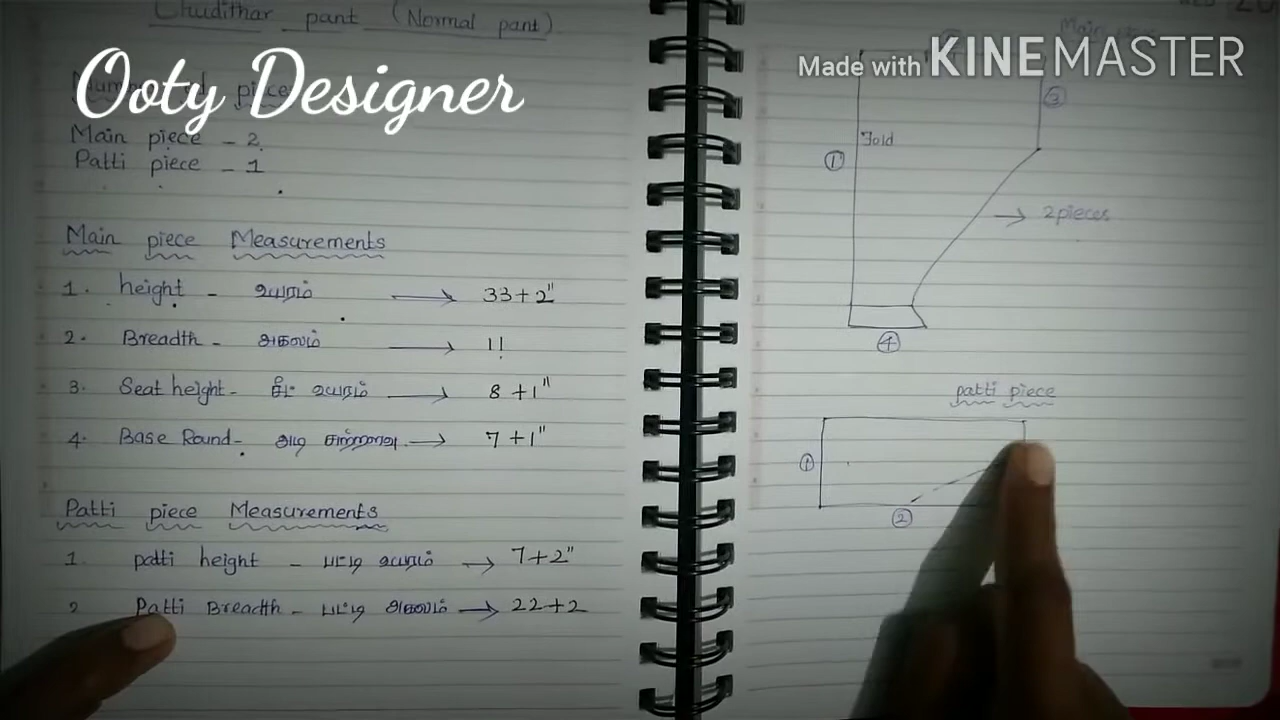 Chudithar pant (Normal pant)
Ooty Designer
Main piece - 2
Patti piece - 1
Main piece Measurements
1. height - உயரம் → 33+2"
2. Breadth - அகலம் → 11
3. Seat height - சீட் உயரம் → 8+1"
4. Base Round - அடி சுற்றளவு → 7+1"
Patti piece Measurements
1. patti height - பட்டி உயரம் → 7+2"
2 Patti Breadth - பட்டி அகலம் → 22+2
Made with KINEMASTER
Main
③
Fold
①
→ 2 pieces
④
patti piece
①
②